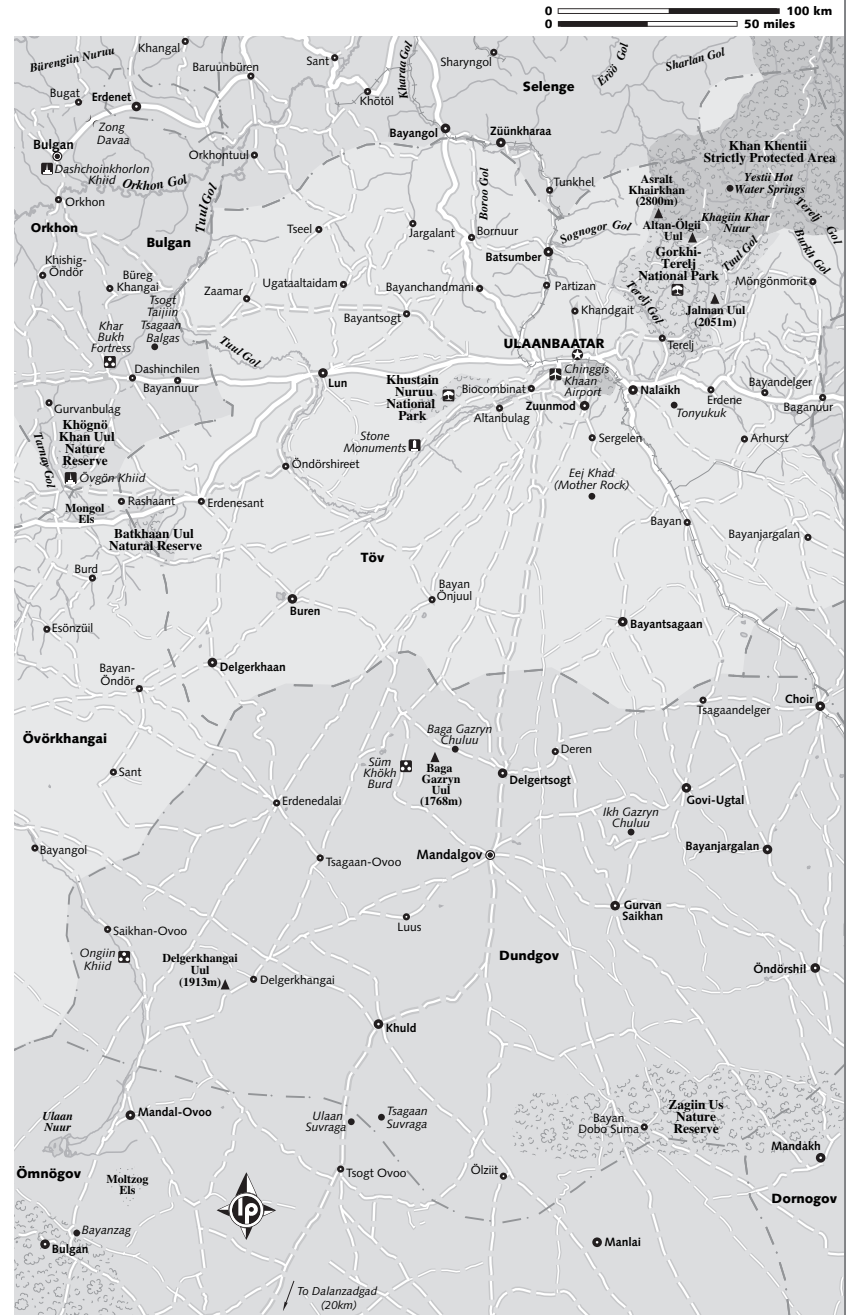 0 100 km
0 50 miles
Bürengiin Nuruu
Khangal
Baruunbüren
Sant
Kharaa Gol
Sharyngol
Eröö Gol
Sharlan Gol
Selenge
Bugat
Erdenet
Khötöl
Zong
Davaa
Bulgan
Bayangol
Züünkharaa
Khan Khentii
Strictly Protected Area
Dashchoinkhorlon
Khiid
Orkhon Gol
Orkhontuul
Tuul Gol
Boroo Gol
Tunkhel
Asralt
Khairkhan
(2800m)
Yestii Hot
Water Springs
Orkhon
Orkhon
Bulgan
Tseel
Jargalant
Bornuur
Sognogor Gol
Altan-Ölgii
Uul
Khagiin Khar
Nuur
Terelj Gol
Burkh Gol
Tuul Gol
Khishig-
Öndör
Büreg
Khangai
Zaamar
Ugataaltaidam
Bayanchandmani
Batsumber
Partizan
Gorkhi-
Terelj
National Park
Terelj Gol
Möngönmorit
Jalman Uul
(2051m)
Tsogt
Taijiin
Tsagaan
Balgas
Khar
Bukh
Fortress
Bayantsogt
Khandgait
ULAANBAATAR
Terelj
Tuul Gol
Dashinchilen
Bayannuur
Lun
Khustain
Nuruu
National
Park
Biocombinat
Chinggis
Khaan
Airport
Nalaikh
Bayandelger
Erdene
Baganuur
Gurvanbulag
Altanbulag
Zuunmod
Tonyukuk
Khögnö
Khan Uul
Nature
Reserve
Tarnay Gol
Stone
Monuments
Sergelen
Arhurst
Övgön Khiid
Öndörshireet
Eej Khad
(Mother Rock)
Mongol
Els
Rashaant
Erdenesant
Bayan
Bayanjargalan
Batkhaan Uul
Natural Reserve
Töv
Burd
Buren
Bayan
Önjuul
Bayantsagaan
Esönzüil
Delgerkhaan
Bayan-
Öndör
Choir
Tsagaandelger
Övörkhangai
Baga Gazryn
Chuluu
Deren
Süm
Khökh
Burd
Baga
Gazryn
Uul
(1768m)
Delgertsogt
Sant
Erdenedalai
Govi-Ugtal
Ikh Gazryn
Chuluu
Bayangol
Tsagaan-Ovoo
Mandalgov
Bayanjargalan
Gurvan
Saikhan
Luus
Saikhan-Ovoo
Ongiin
Khiid
Delgerkhangai
Uul
(1913m)
Delgerkhangai
Dundgov
Öndörshil
Khuld
Ulaan
Nuur
Mandal-Ovoo
Ulaan
Suvraga
Tsagaan
Suvraga
Bayan
Dobo Suma
Zagiin Us
Nature
Reserve
Mandakh
Ömnögov
Moltzog
Els
Tsogt Ovoo
Ölziit
Dornogov
lp
Bayanzag
Bulgan
Manlai
To Dalanzadgad
(20km)